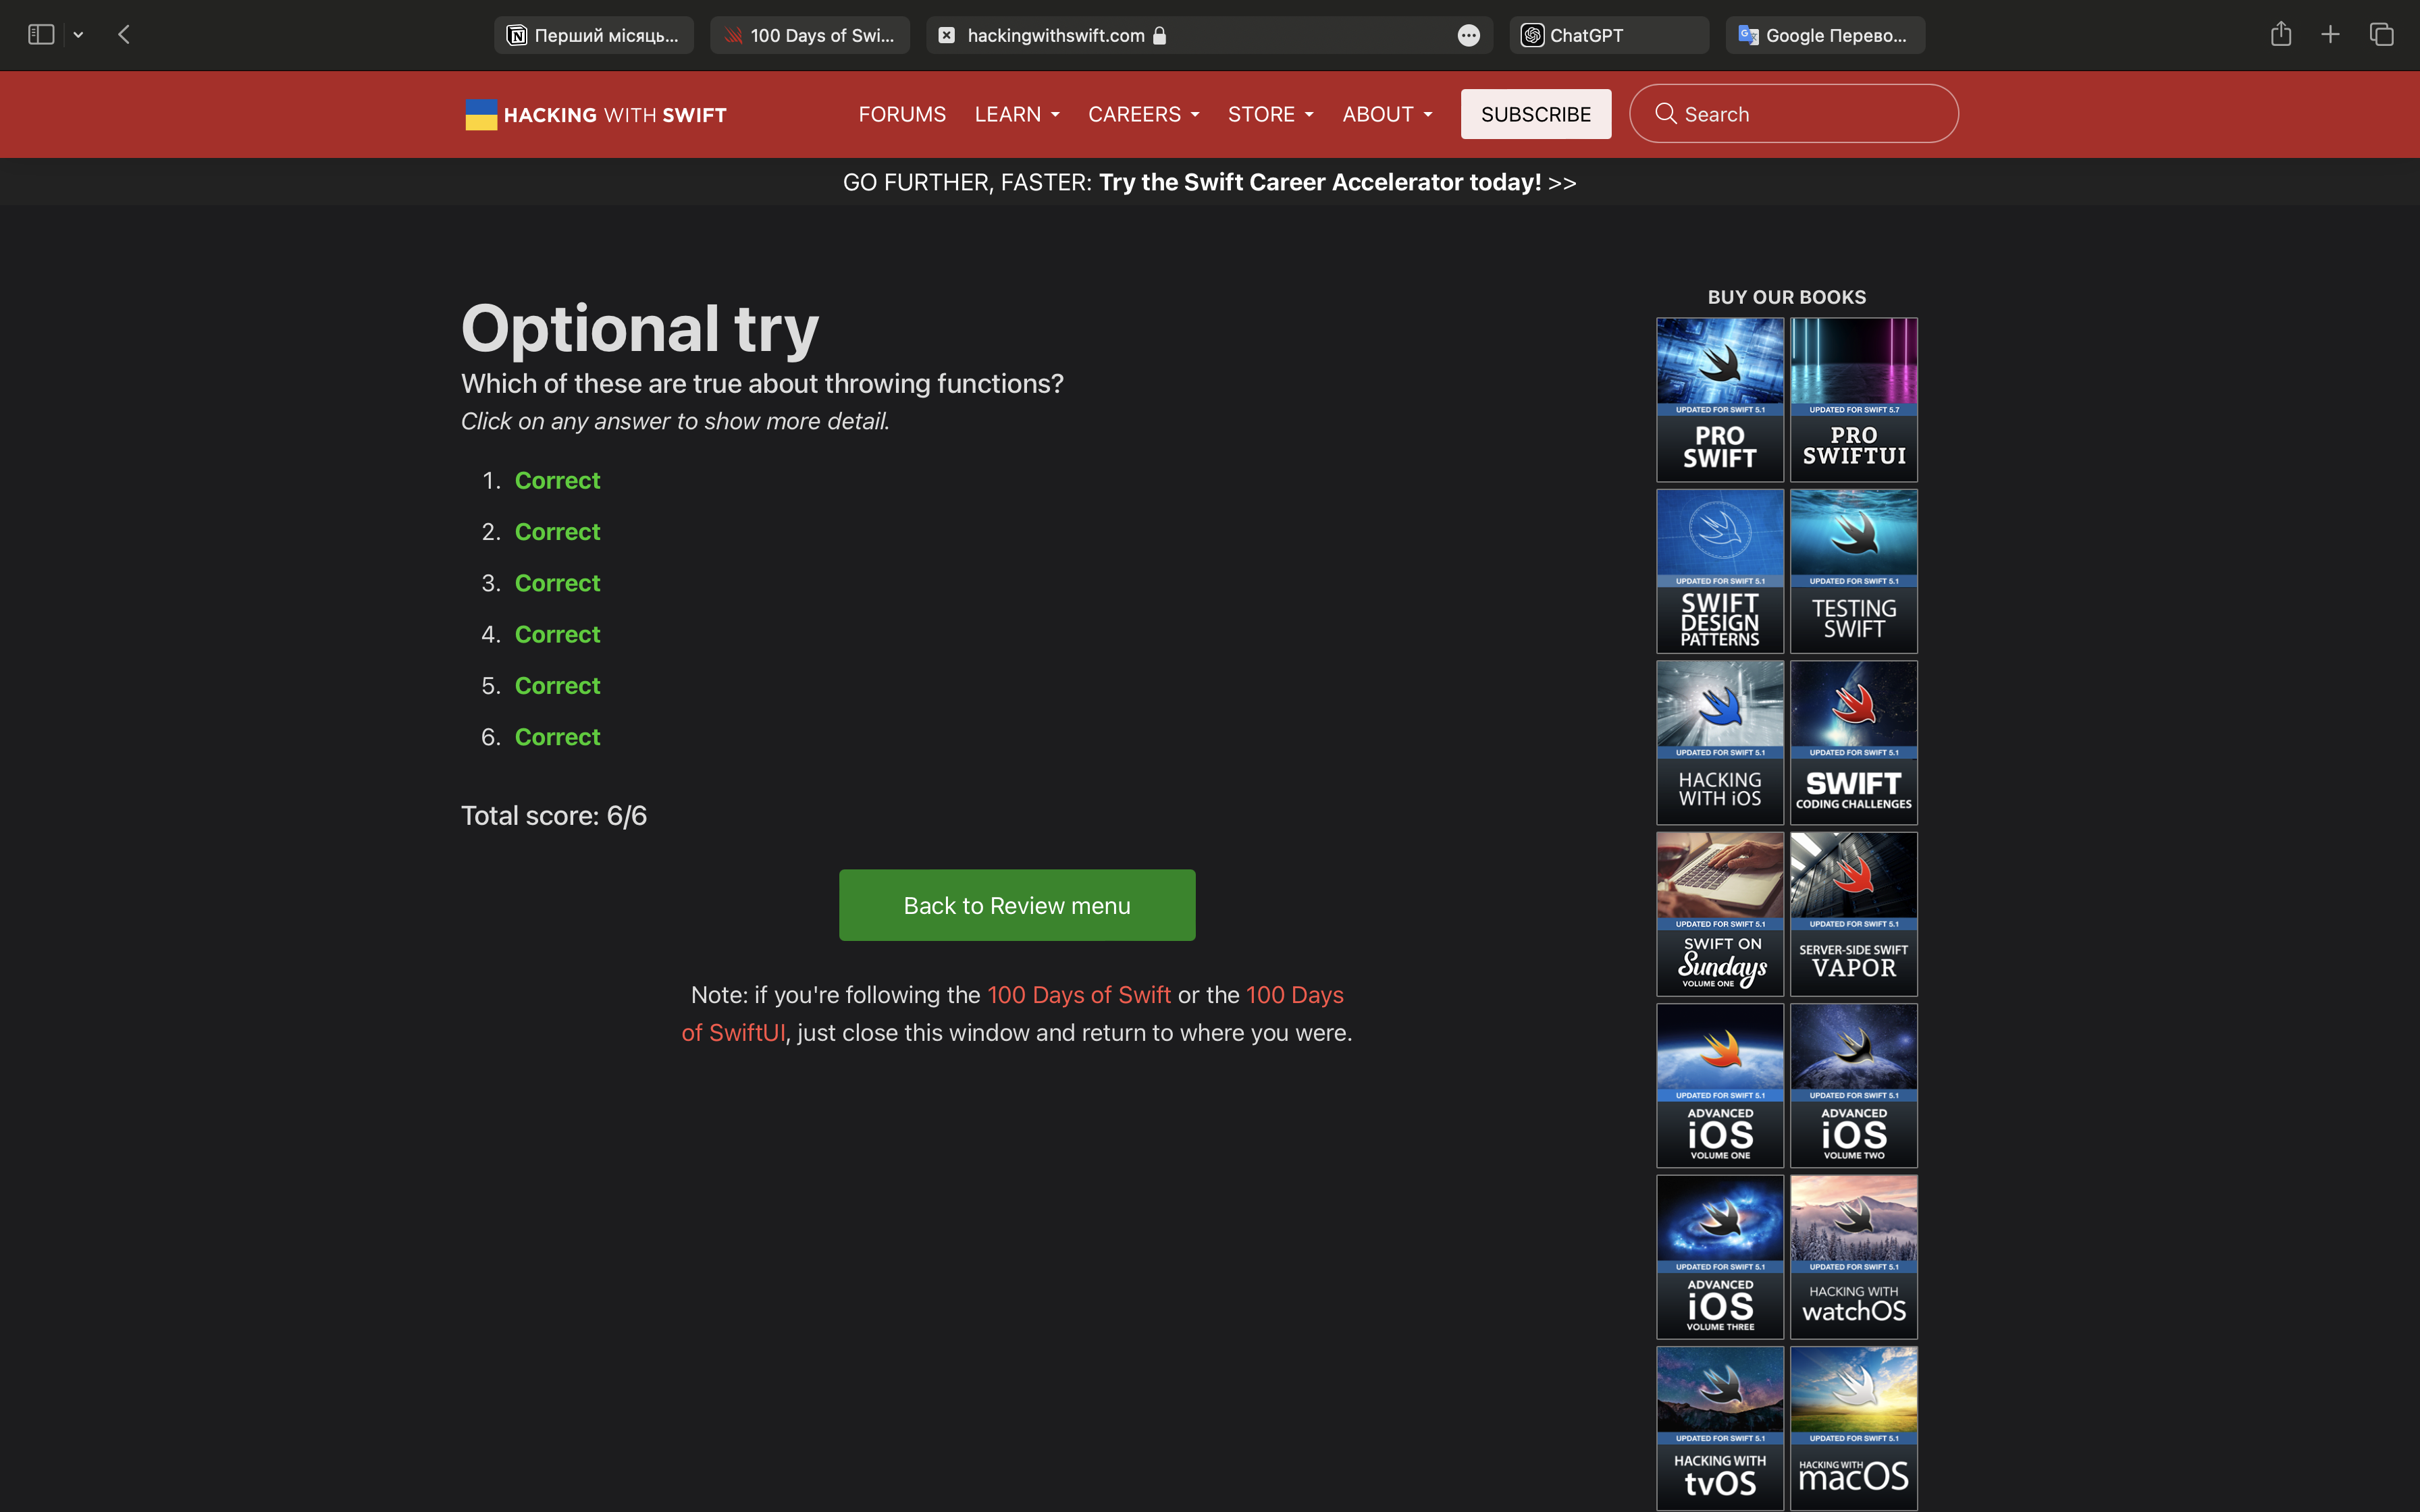 Перший місяць...
100 Days of Swi...
hackingwithswift.com
ChatGPT
Google Перево...
HACKING WITH SWIFT
FORUMS
LEARN
CAREERS
STORE
ABOUT
SUBSCRIBE
Search
GO FURTHER, FASTER: Try the Swift Career Accelerator today! >>
Optional try
Which of these are true about throwing functions?
Click on any answer to show more detail.
1. Correct
2. Correct
3. Correct
4. Correct
5. Correct
6. Correct
Total score: 6/6
Back to Review menu
Note: if you're following the 100 Days of Swift or the 100 Days
of SwiftUI, just close this window and return to where you were.
BUY OUR BOOKS
UPDATED FOR SWIFT 5.1
PRO
SWIFT
UPDATED FOR SWIFT 5.7
PRO
SWIFTUI
UPDATED FOR SWIFT 5.1
SWIFT
DESIGN
PATTERNS
UPDATED FOR SWIFT 5.1
TESTING
SWIFT
UPDATED FOR SWIFT 5.1
HACKING
WITH iOS
UPDATED FOR SWIFT 5.1
SWIFT
CODING CHALLENGES
UPDATED FOR SWIFT 5.1
SWIFT ON
Sundays
VOLUME ONE
UPDATED FOR SWIFT 5.1
SERVER-SIDE SWIFT
VAPOR
UPDATED FOR SWIFT 5.1
ADVANCED
iOS
VOLUME ONE
UPDATED FOR SWIFT 5.1
ADVANCED
iOS
VOLUME TWO
UPDATED FOR SWIFT 5.1
ADVANCED
iOS
VOLUME THREE
UPDATED FOR SWIFT 5.1
HACKING WITH
watchOS
UPDATED FOR SWIFT 5.1
HACKING WITH
tvOS
UPDATED FOR SWIFT 5.1
HACKING WITH
macOS